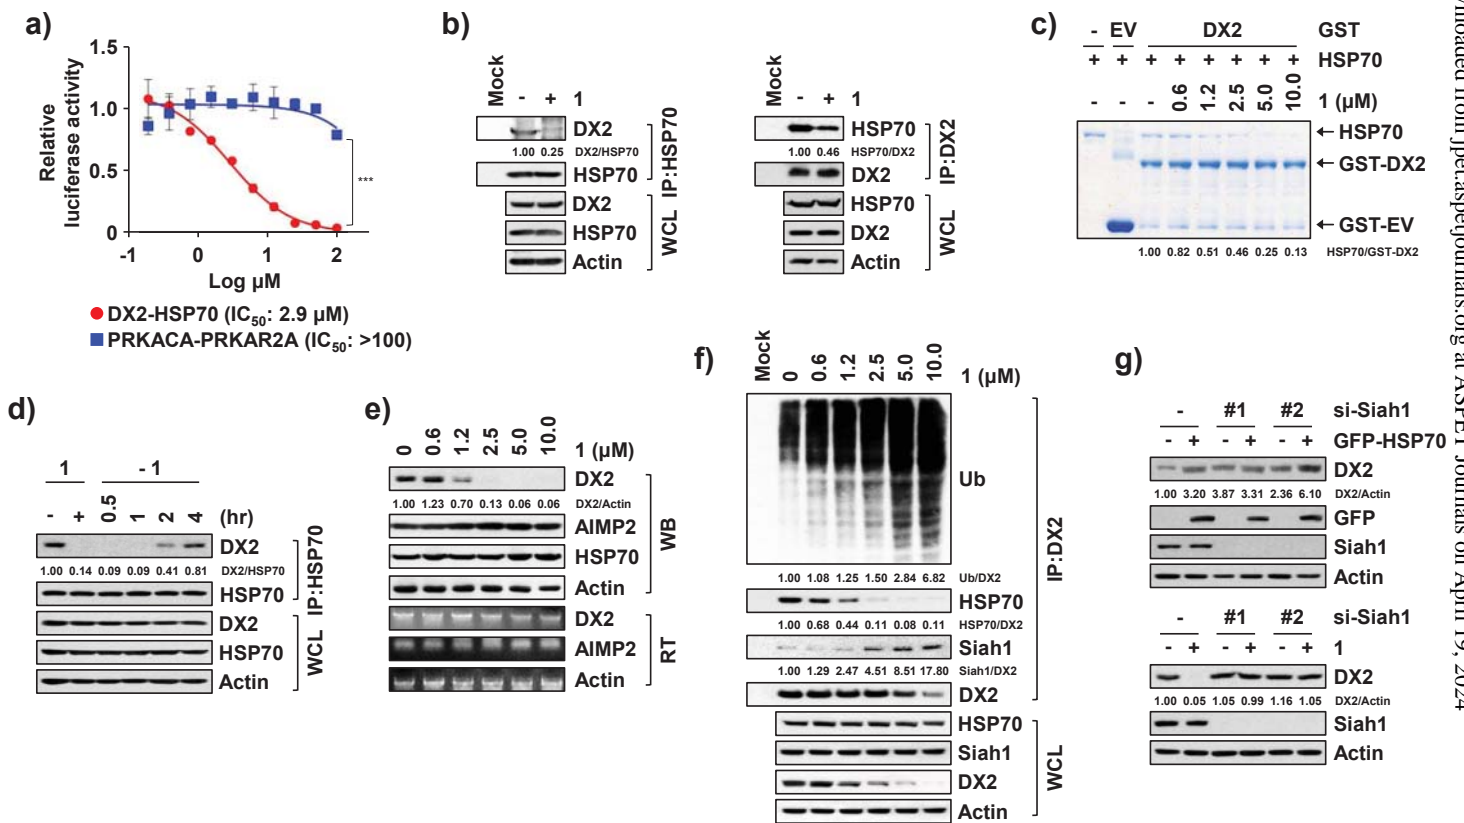 a)
1.5
1.0
0.5
0
-1 0 1 2
Relative
luciferase activity
Log µM
***
DX2-HSP70 (IC50: 2.9 µM)
PRKACA-PRKAR2A (IC50: >100)
b)
Mock
- + 1
DX2
1.00 0.25 DX2/HSP70
HSP70
IP:HSP70
DX2
HSP70
Actin
WCL
Mock
- + 1
HSP70
1.00 0.46 HSP70/DX2
DX2
IP:DX2
HSP70
DX2
Actin
WCL
c)
- EV DX2 GST
+ + + + + + + + HSP70
- - - 0.6 1.2 2.5 5.0 10.0 1 (µM)
←HSP70
←GST-DX2
←GST-EV
1.00 0.82 0.51 0.46 0.25 0.13 HSP70/GST-DX2
d)
1 - 1
- + 0.5 1 2 4 (hr)
DX2
1.00 0.14 0.09 0.09 0.41 0.81 DX2/HSP70
HSP70
IP:HSP70
DX2
HSP70
Actin
WCL
e)
0 0.6 1.2 2.5 5.0 10.0 1 (µM)
DX2
1.00 1.23 0.70 0.13 0.06 0.06 DX2/Actin
AIMP2
HSP70
Actin
WB
DX2
AIMP2
Actin
RT
f)
Mock 0 0.6 1.2 2.5 5.0 10.0 1 (µM)
Ub
1.00 1.08 1.25 1.50 2.84 6.82 Ub/DX2
HSP70
1.00 0.68 0.44 0.11 0.08 0.11 HSP70/DX2
Siah1
1.00 1.29 2.47 4.51 8.51 17.80 Siah1/DX2
DX2
IP:DX2
HSP70
Siah1
DX2
Actin
WCL
g)
- #1 #2 si-Siah1
- + - + - + GFP-HSP70
DX2
1.00 3.20 3.87 3.31 2.36 6.10 DX2/Actin
GFP
Siah1
Actin
- #1 #2 si-Siah1
- + - + - + 1
DX2
1.00 0.05 1.05 0.99 1.16 1.05 DX2/Actin
Siah1
Actin
jpet.aspetjournals.org at ASPET Journals on April 19, 2024